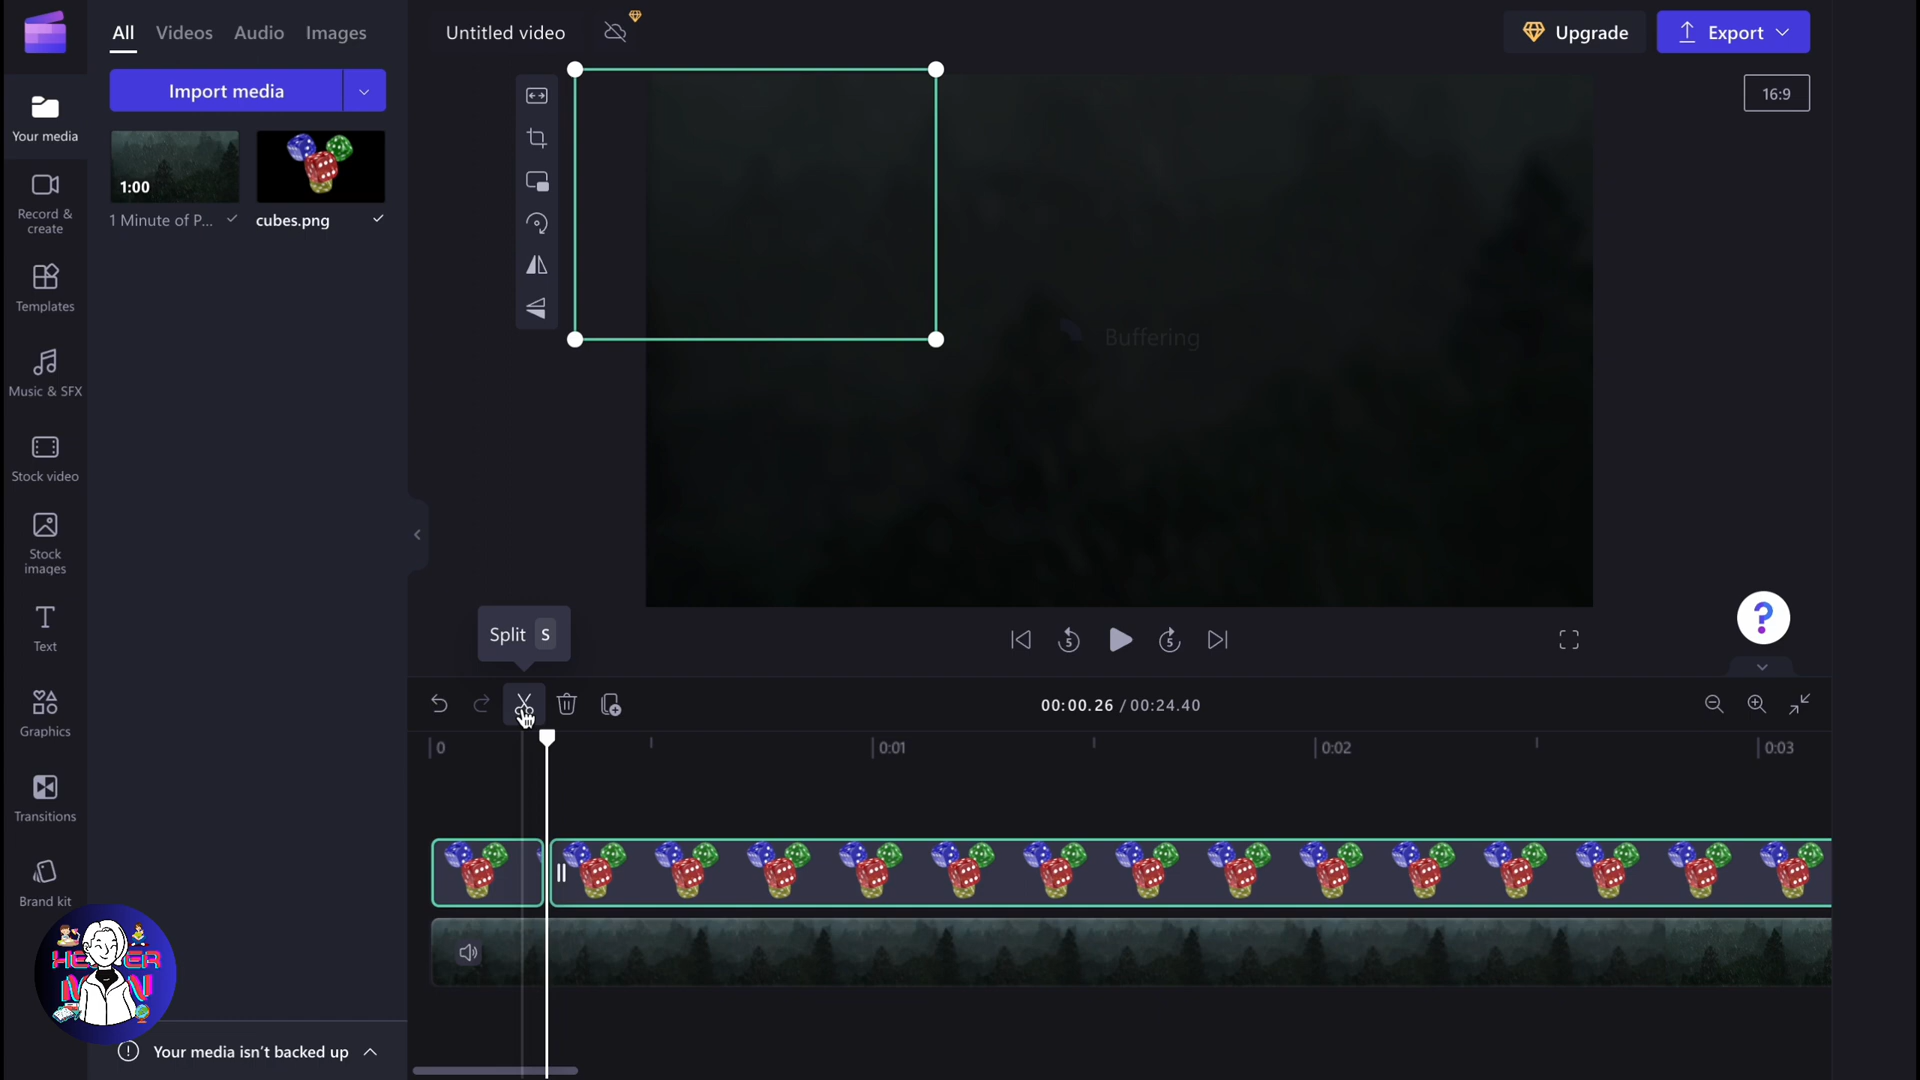 All Videos Audio Images
Untitled video
Upgrade
Export
Import media
16:9
Your media
1:00
1 Minute of P...
cubes.png
Record &
create
Templates
Music & SFX
Stock video
Stock
images
Text
Graphics
Transitions
Brand kit
Buffering
Split S
5
5
?
00:00.26 / 00:24.40
0
0:01
0:02
0:03
Your media isn't backed up